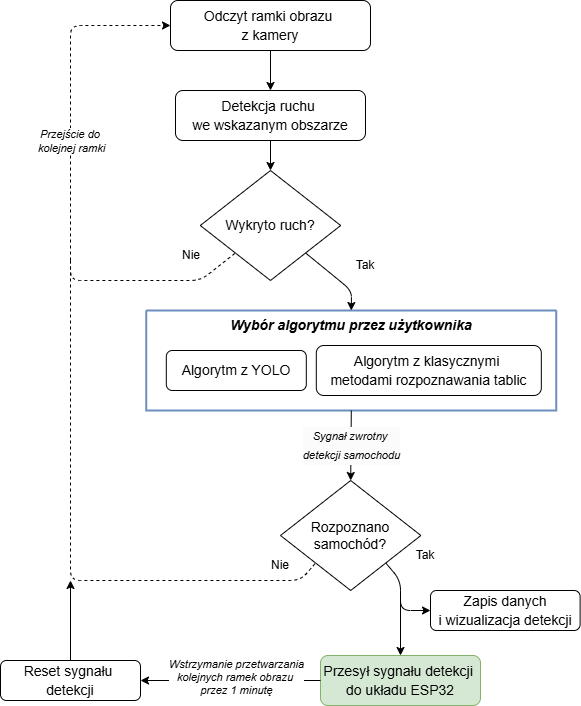 Odczyt ramki obrazu
z kamery
Detekcja ruchu
we wskazanym obszarze
Przejście do
kolejnej ramki
Wykryto ruch?
Nie
Tak
Wybór algorytmu przez użytkownika
Algorytm z YOLO
Algorytm z klasycznymi
metodami rozpoznawania tablic
Sygnał zwrotny
detekcji samochodu
Rozpoznano
samochód?
Nie
Tak
Zapis danych
i wizualizacja detekcji
Przesył sygnału detekcji
do układu ESP32
Wstrzymanie przetwarzania
kolejnych ramek obrazu
przez 1 minutę
Reset sygnału
detekcji